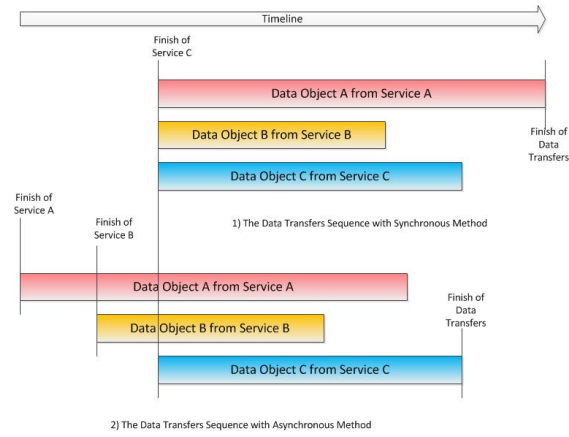 Timeline
Finish of
Service C
Data Object A from Service A
Data Object B from Service B
Finish of
Data
Transfers
Data Object C from Service C
Finish of
Service A
Finish of
Service B
1) The Data Transfers Sequence with Synchronous Method
Data Object A from Service A
Finish of
Data
Transfers
Data Object B from Service B
Data Object C from Service C
2) The Data Transfers Sequence with Asynchronous Method